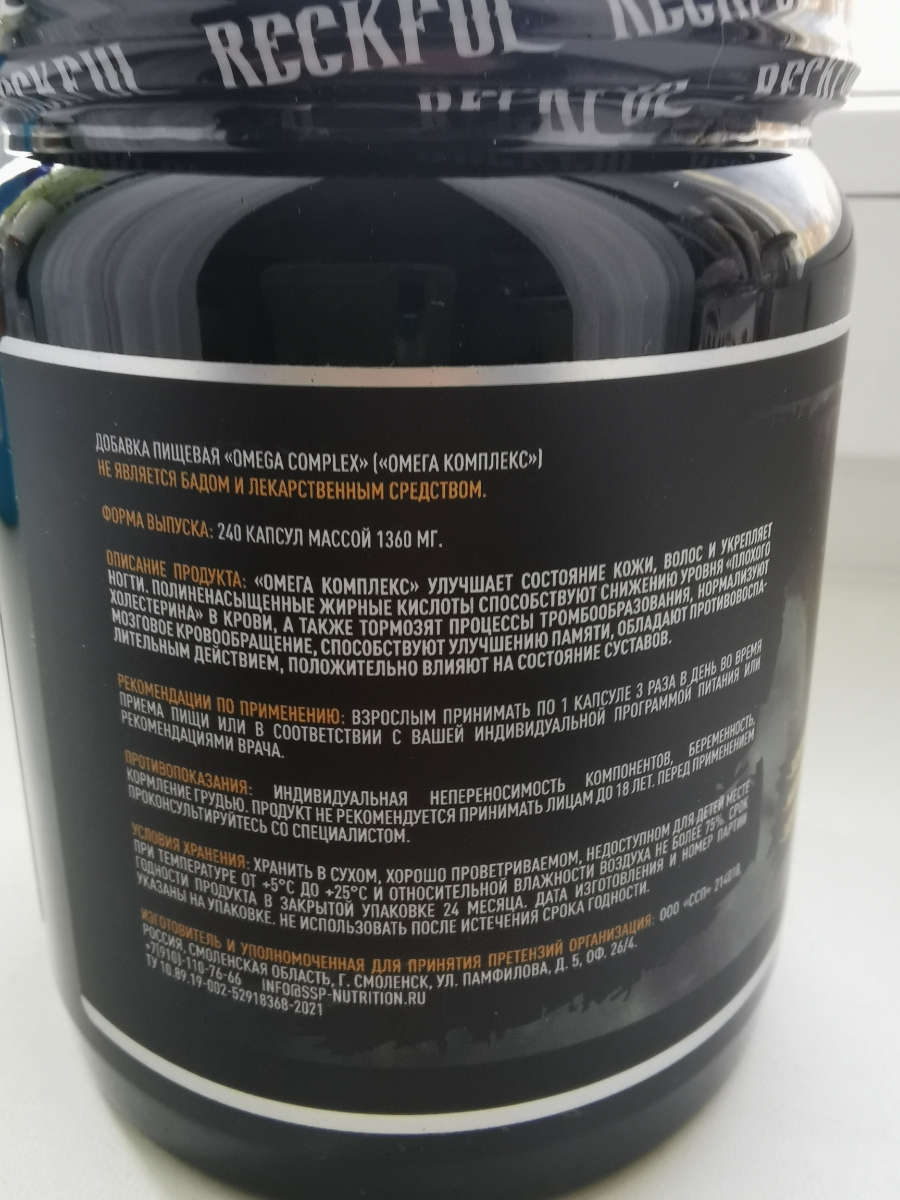 RECKFUL
ДОБАВКА ПИЩЕВАЯ «OMEGA COMPLEX» («ОМЕГА КОМПЛЕКС»)
НЕ ЯВЛЯЕТСЯ БАДОМ И ЛЕКАРСТВЕННЫМ СРЕДСТВОМ.
ФОРМА ВЫПУСКА: 240 КАПСУЛ МАССОЙ 1360 МГ.
ОПИСАНИЕ ПРОДУКТА: «ОМЕГА КОМПЛЕКС» УЛУЧШАЕТ СОСТОЯНИЕ КОЖИ, ВОЛОС И УКРЕПЛЯЕТ
НОГТИ. ПОЛИНЕНАСЫЩЕННЫЕ ЖИРНЫЕ КИСЛОТЫ СПОСОБСТВУЮТ СНИЖЕНИЮ УРОВНЯ «ПЛОХОГО
ХОЛЕСТЕРИНА» В КРОВИ, А ТАКЖЕ ТОРМОЗЯТ ПРОЦЕССЫ ТРОМБООБРАЗОВАНИЯ, НОРМАЛИЗУЮТ
МОЗГОВОЕ КРОВООБРАЩЕНИЕ, СПОСОБСТВУЮТ УЛУЧШЕНИЮ ПАМЯТИ, ОБЛАДАЮТ ПРОТИВОВОСПА-
ЛИТЕЛЬНЫМ ДЕЙСТВИЕМ, ПОЛОЖИТЕЛЬНО ВЛИЯЮТ НА СОСТОЯНИЕ СУСТАВОВ.
РЕКОМЕНДАЦИИ ПО ПРИМЕНЕНИЮ: ВЗРОСЛЫМ ПРИНИМАТЬ ПО 1 КАПСУЛЕ 3 РАЗА В ДЕНЬ ВО ВРЕМЯ
ПРИЕМА ПИЩИ ИЛИ В СООТВЕТСТВИИ С ВАШЕЙ ИНДИВИДУАЛЬНОЙ ПРОГРАММОЙ ПИТАНИЯ ИЛИ
РЕКОМЕНДАЦИЯМИ ВРАЧА.
ПРОТИВОПОКАЗАНИЯ: ИНДИВИДУАЛЬНАЯ НЕПЕРЕНОСИМОСТЬ КОМПОНЕНТОВ, БЕРЕМЕННОСТЬ,
КОРМЛЕНИЕ ГРУДЬЮ. ПРОДУКТ НЕ РЕКОМЕНДУЕТСЯ ПРИНИМАТЬ ЛИЦАМ ДО 18 ЛЕТ. ПЕРЕД ПРИМЕНЕНИЕМ
ПРОКОНСУЛЬТИРУЙТЕСЬ СО СПЕЦИАЛИСТОМ.
УСЛОВИЯ ХРАНЕНИЯ: ХРАНИТЬ В СУХОМ, ХОРОШО ПРОВЕТРИВАЕМОМ, НЕДОСТУПНОМ ДЛЯ ДЕТЕЙ МЕСТЕ
ПРИ ТЕМПЕРАТУРЕ ОТ +5°С ДО +25°С И ОТНОСИТЕЛЬНОЙ ВЛАЖНОСТИ ВОЗДУХА НЕ БОЛЕЕ 75%. СРОК
ГОДНОСТИ ПРОДУКТА В ЗАКРЫТОЙ УПАКОВКЕ 24 МЕСЯЦА. ДАТА ИЗГОТОВЛЕНИЯ И НОМЕР ПАРТИИ
УКАЗАНЫ НА УПАКОВКЕ. НЕ ИСПОЛЬЗОВАТЬ ПОСЛЕ ИСТЕЧЕНИЯ СРОКА ГОДНОСТИ.
ИЗГОТОВИТЕЛЬ И УПОЛНОМОЧЕННАЯ ДЛЯ ПРИНЯТИЯ ПРЕТЕНЗИЙ ОРГАНИЗАЦИЯ: ООО «ССП» 214018,
РОССИЯ, СМОЛЕНСКАЯ ОБЛАСТЬ, Г. СМОЛЕНСК, УЛ. ПАМФИЛОВА, Д. 5, ОФ. 26/4.
+7(910)-110-76-66 INFO@SSP-NUTRITION.RU
ТУ 10.89.19-002-52918368-2021